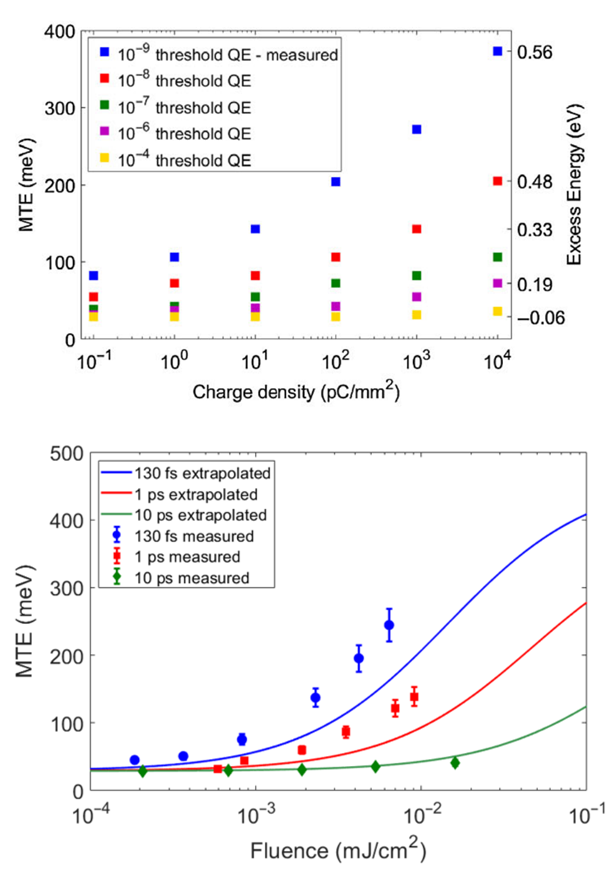 400
300
200
100
0
MTE (meV)
10⁻⁹ threshold QE - measured
10⁻⁸ threshold QE
10⁻⁷ threshold QE
10⁻⁶ threshold QE
10⁻⁴ threshold QE
0.56
0.48
0.33
0.19
−0.06
Excess Energy (eV)
10⁻¹ 10⁰ 10¹ 10² 10³ 10⁴
Charge density (pC/mm²)
500
400
300
200
100
0
MTE (meV)
130 fs extrapolated
1 ps extrapolated
10 ps extrapolated
130 fs measured
1 ps measured
10 ps measured
10⁻⁴ 10⁻³ 10⁻² 10⁻¹
Fluence (mJ/cm²)